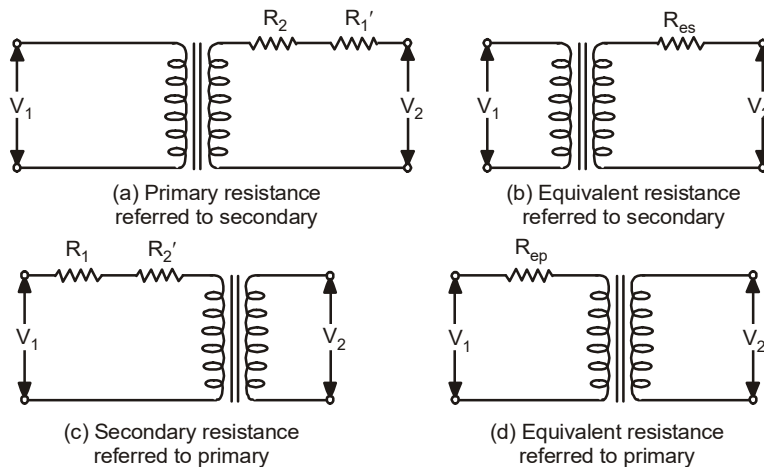 R2 R1′
V1
V2
(a) Primary resistance
referred to secondary
Res
V1
(b) Equivalent resistance
referred to secondary
R1 R2′
V1
V2
(c) Secondary resistance
referred to primary
Rep
V1
V2
(d) Equivalent resistance
referred to primary